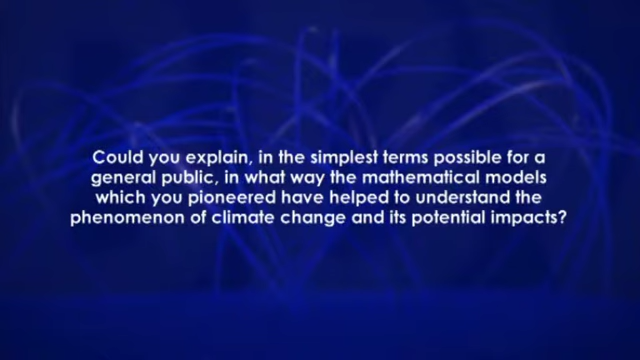 Could you explain, in the simplest terms possible for a
general public, in what way the mathematical models
which you pioneered have helped to understand the
phenomenon of climate change and its potential impacts?